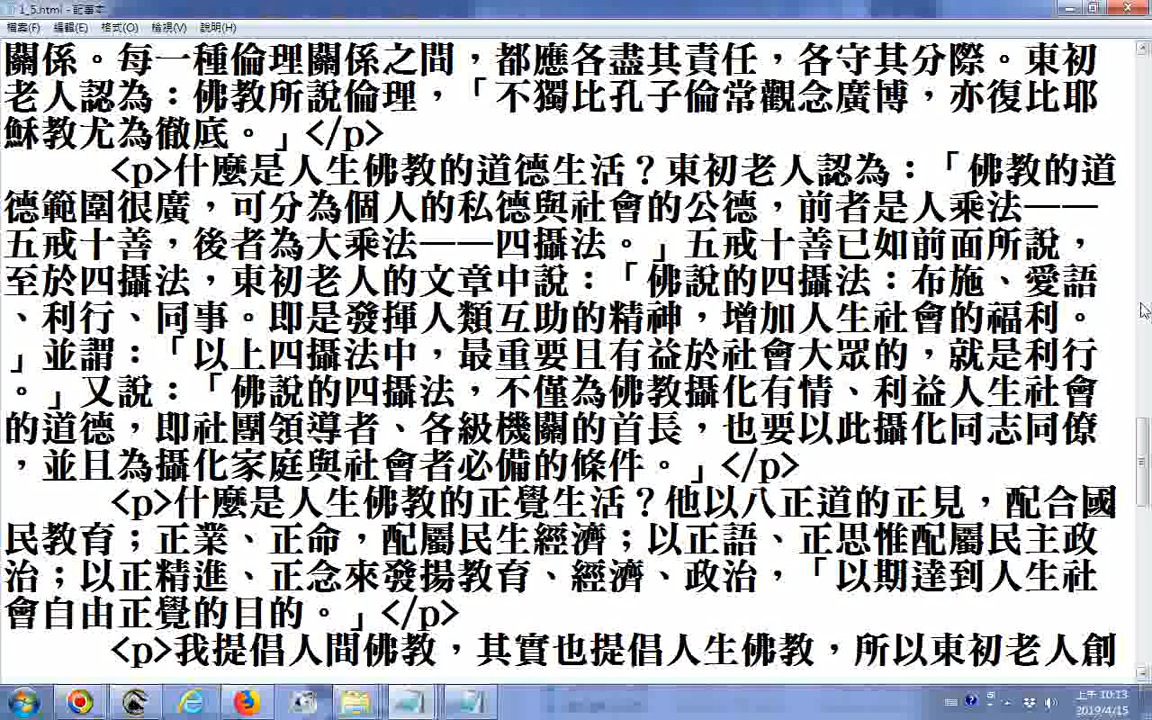 1_5.html - 記事本
檔案(F) 編輯(E) 格式(O) 檢視(V) 說明(H)
關係。每一種倫理關係之間，都應各盡其責任，各守其分際。東初
老人認為：佛教所說倫理，「不獨比孔子倫常觀念廣博，亦復比耶
穌教尤為徹底。」</p>
<p>什麼是人生佛教的道德生活？東初老人認為：「佛教的道
德範圍很廣，可分為個人的私德與社會的公德，前者是人乘法——
五戒十善，後者為大乘法——四攝法。」五戒十善已如前面所說，
至於四攝法，東初老人的文章中說：「佛說的四攝法：布施、愛語
、利行、同事。即是發揮人類互助的精神，增加人生社會的福利。
」並謂：「以上四攝法中，最重要且有益於社會大眾的，就是利行
。」又說：「佛說的四攝法，不僅為佛教攝化有情、利益人生社會
的道德，即社團領導者、各級機關的首長，也要以此攝化同志同僚
，並且為攝化家庭與社會者必備的條件。」</p>
<p>什麼是人生佛教的正覺生活？他以八正道的正見，配合國
民教育；正業、正命，配屬民生經濟；以正語、正思惟配屬民主政
治；以正精進、正念來發揚教育、經濟、政治，「以期達到人生社
會自由正覺的目的。」</p>
<p>我提倡人間佛教，其實也提倡人生佛教，所以東初老人創
上午 10:13
2019/4/15